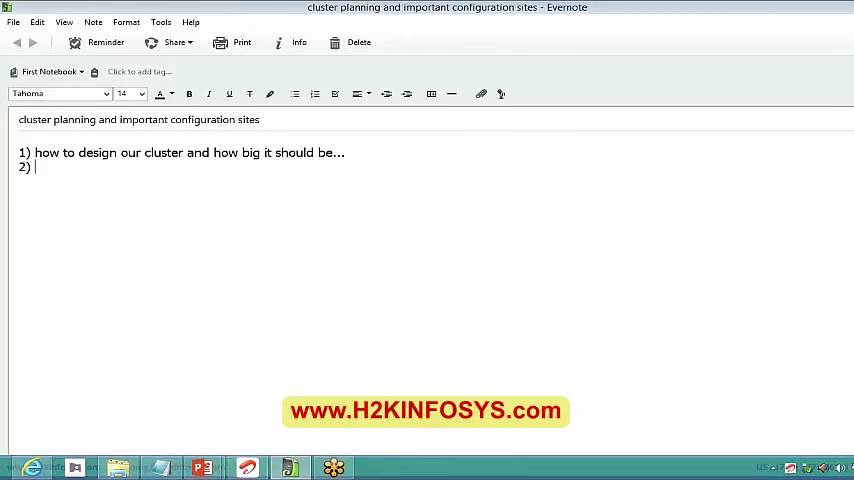 cluster planning and important configuration sites - Evernote
File Edit View Note Format Tools Help
Reminder Share Print Info Delete
First Notebook Click to add tag...
Tahoma 14 A B I U T
cluster planning and important configuration sites
1) how to design our cluster and how big it should be...
2)
www.H2KINFOSYS.com
US